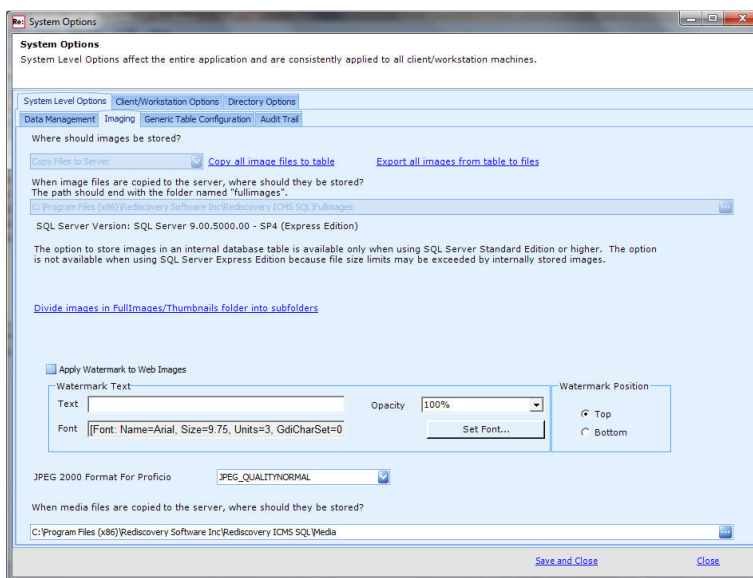 Re: System Options
System Options
System Level Options affect the entire application and are consistently applied to all client/workstation machines.
System Level Options Client/Workstation Options Directory Options
Data Management Imaging Generic Table Configuration Audit Trail
Where should images be stored?
Copy Files to Server Copy all image files to table Export all images from table to files
When image files are copied to the server, where should they be stored?
The path should end with the folder named "fullimages".
C:\Program Files (x86)\Rediscovery Software Inc\Rediscovery ICMS SQL\FullImages ...
SQL Server Version: SQL Server 9.00.5000.00 - SP4 (Express Edition)
The option to store images in an internal database table is available only when using SQL Server Standard Edition or higher. The option
is not available when using SQL Server Express Edition because file size limits may be exceeded by internally stored images.
Divide images in FullImages/Thumbnails folder into subfolders
Apply Watermark to Web Images
Watermark Text Watermark Position
Text Opacity 100% Top
Font [Font: Name=Arial, Size=9.75, Units=3, GdiCharSet=0 Set Font... Bottom
JPEG 2000 Format For Proficio JPEG_QUALITYNORMAL
When media files are copied to the server, where should they be stored?
C:\Program Files (x86)\Rediscovery Software Inc\Rediscovery ICMS SQL\Media ...
Save and Close Close